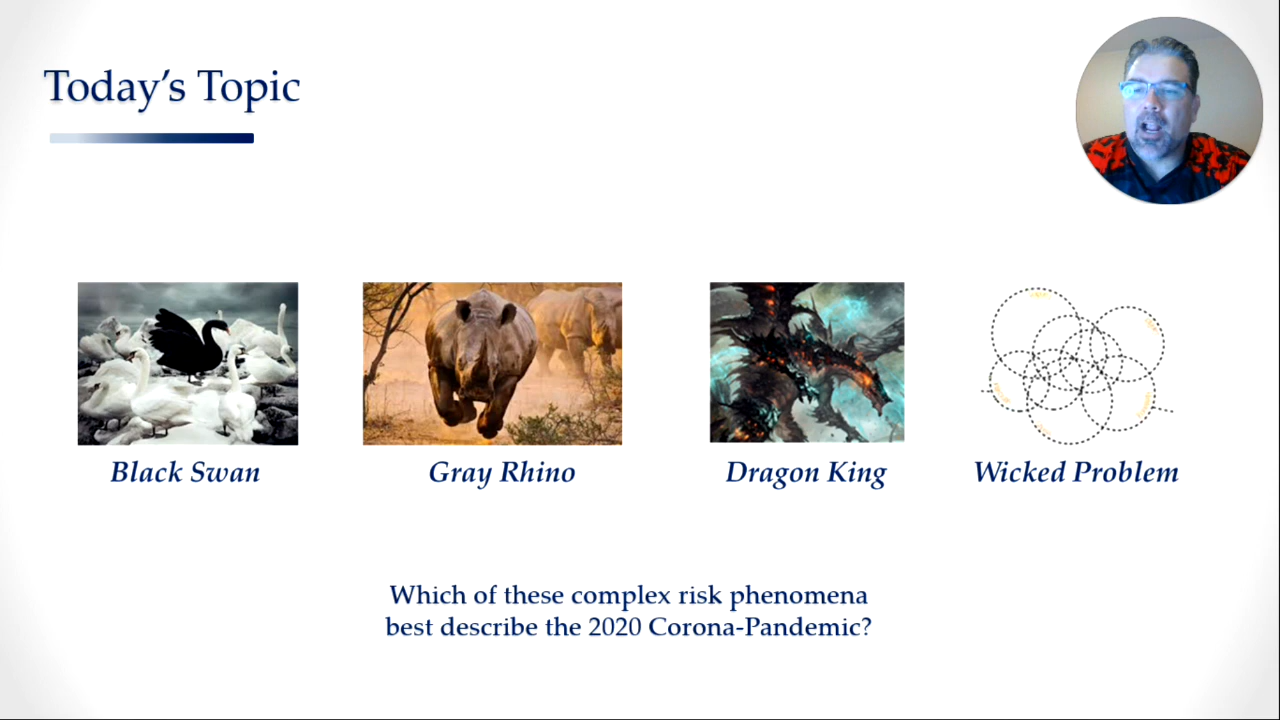 Today's Topic
Black Swan
Gray Rhino
Dragon King
Wicked Problem
Which of these complex risk phenomena
best describe the 2020 Corona-Pandemic?